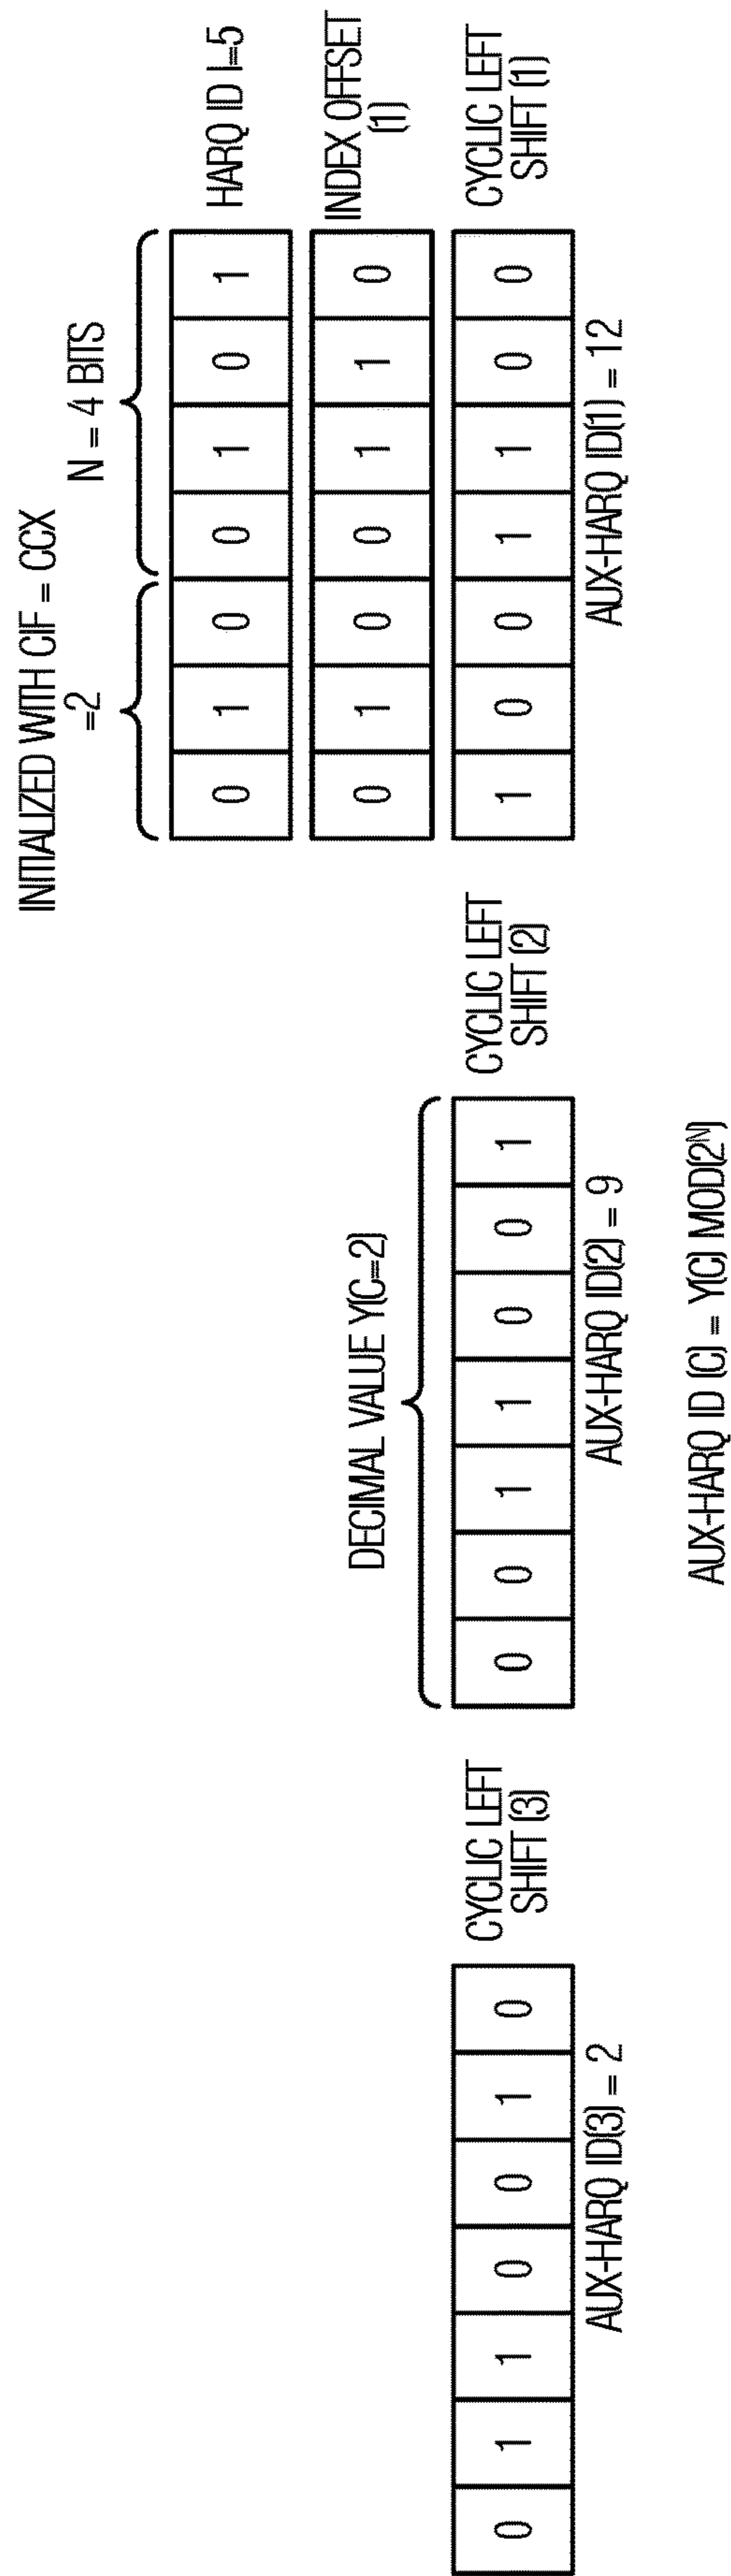 INITIALIZED WITH CIF = CCX
=2
N = 4 BITS
0 1 0 0 1 0 1
HARQ ID I=5
0 1 0 0 1 1 0
INDEX OFFSET
(1)
1 0 0 1 1 0 0
CYCLIC LEFT
SHIFT (1)
AUX-HARQ ID(1) = 12
DECIMAL VALUE Y(C=2)
0 0 1 1 0 0 1
CYCLIC LEFT
SHIFT (2)
AUX-HARQ ID(2) = 9
0 1 1 0 0 1 0
CYCLIC LEFT
SHIFT (3)
AUX-HARQ ID(3) = 2
AUX-HARQ ID (C) = Y(C) MOD(2ᴺ)